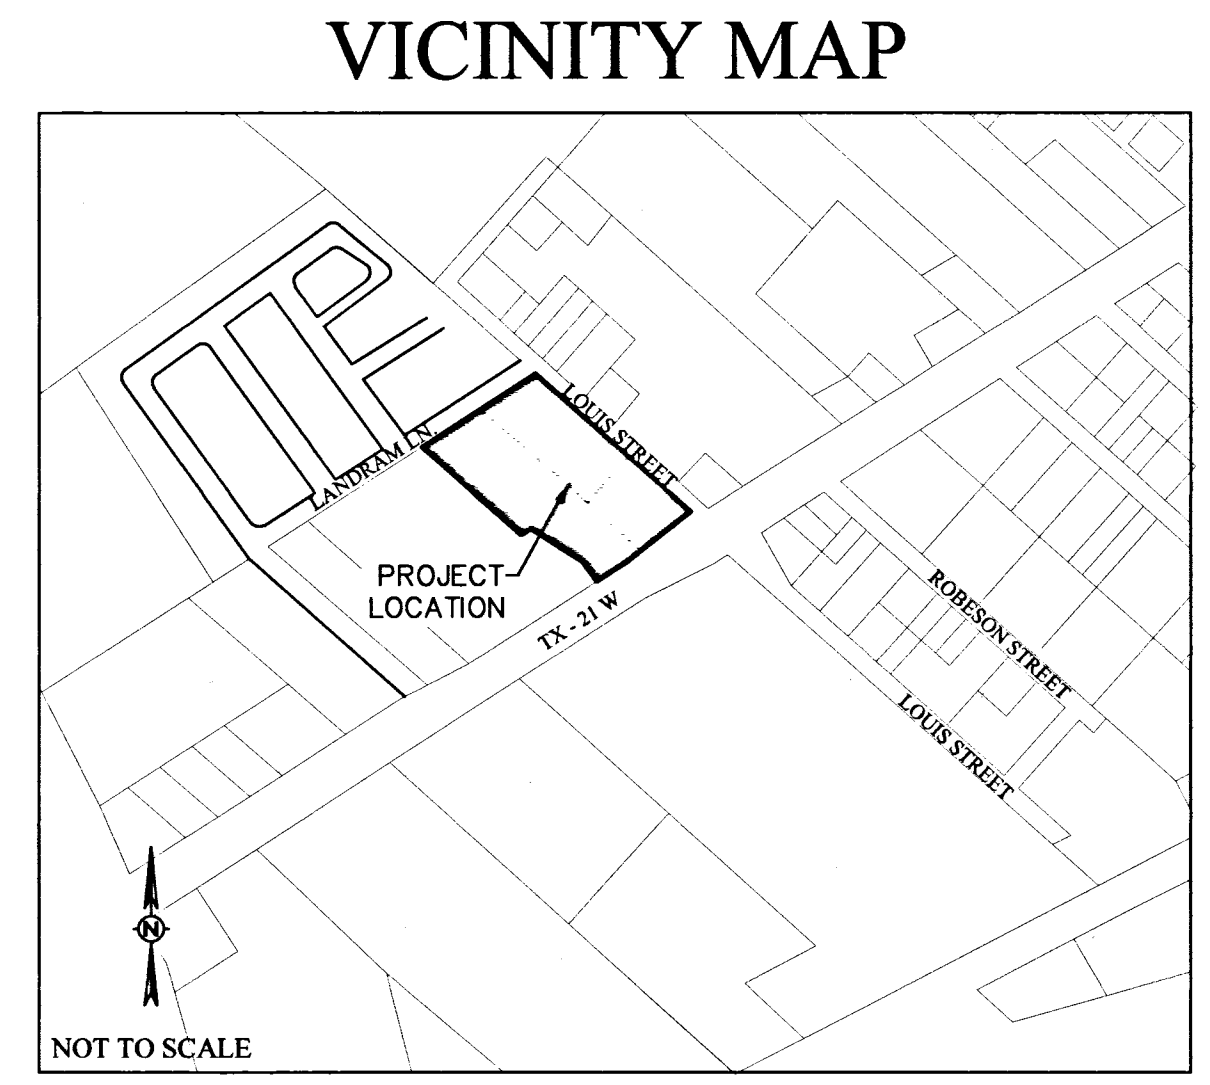 VICINITY MAP
LOUIS STREET
LANDRAM LN.
PROJECT
LOCATION
TX - 21 W
ROBESON STREET
LOUIS STREET
N
NOT TO SCALE